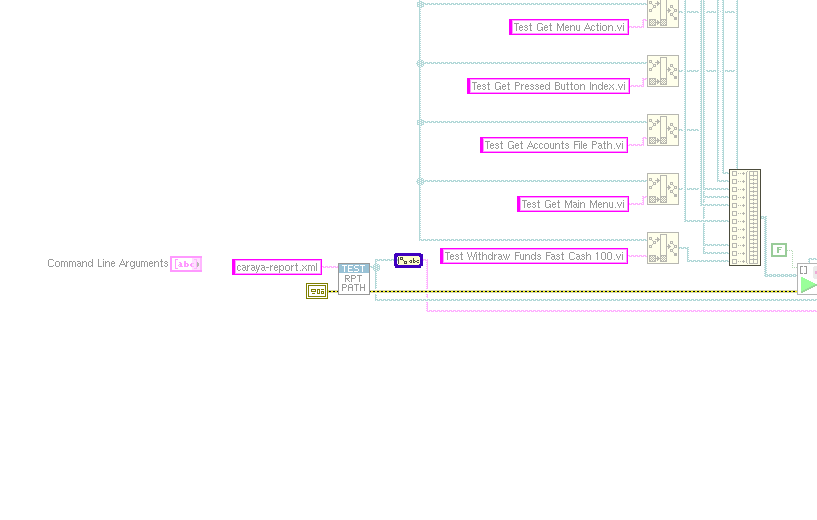 Test Get Menu Action.vi
Test Get Pressed Button Index.vi
Test Get Accounts File Path.vi
Test Get Main Menu.vi
Test Withdraw Funds Fast Cash 100.vi
F
Command Line Arguments
abc
caraya-report.xml
TEST
RPT
PATH
abc